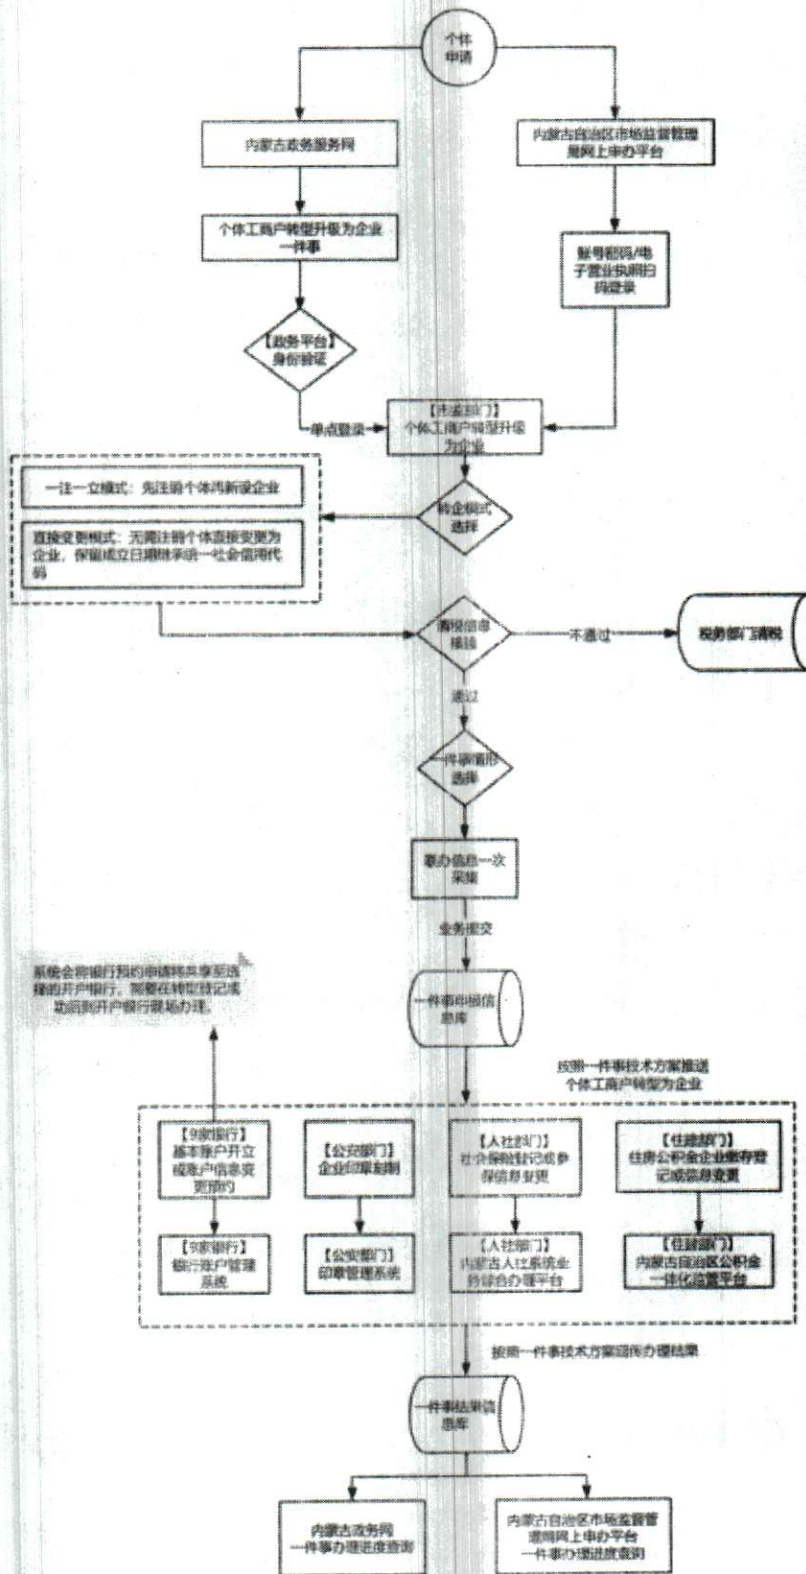 个体
申请
内蒙古政务服务网
内蒙古自治区市场监督管理
局网上申办平台
个体工商户转型升级为企业
一件事
账号密码/电
子营业执照扫
码登录
【政务平台】
身份验证
单点登录
【市监部门】
个体工商户转型升级
为企业
一注一立模式：先注销个体再新设企业
转企模式
选择
直接变更模式：无需注销个体直接变更为
企业，保留成立日期继承统一社会信用代
码
清税信息
核验
不通过
税务部门清税
通过
一件事情形
选择
联办信息一次
采集
业务提交
系统会将银行预约申请将共享至选
择的开户银行，需要在转型登记成
功后到开户银行现场办理。
一件事申报信
息库
按照一件事技术方案推送
个体工商户转型为企业
【9家银行】
基本账户开立
或账户信息变
更预约
【公安部门】
企业印章刻制
【人社部门】
社会保险登记或参
保信息变更
【住建部门】
住房公积金企业缴存登
记或信息变更
【9家银行】
银行账户管理
系统
【公安部门】
印章管理系统
【人社部门】
内蒙古人社系统业
务综合办理平台
【住建部门】
内蒙古自治区公积金
一体化监管平台
按照一件事技术方案回传办理结果
一件事结果信
息库
内蒙古政务网
一件事办理进度查询
内蒙古自治区市场监督管
理局网上申办平台
一件事办理进度查询